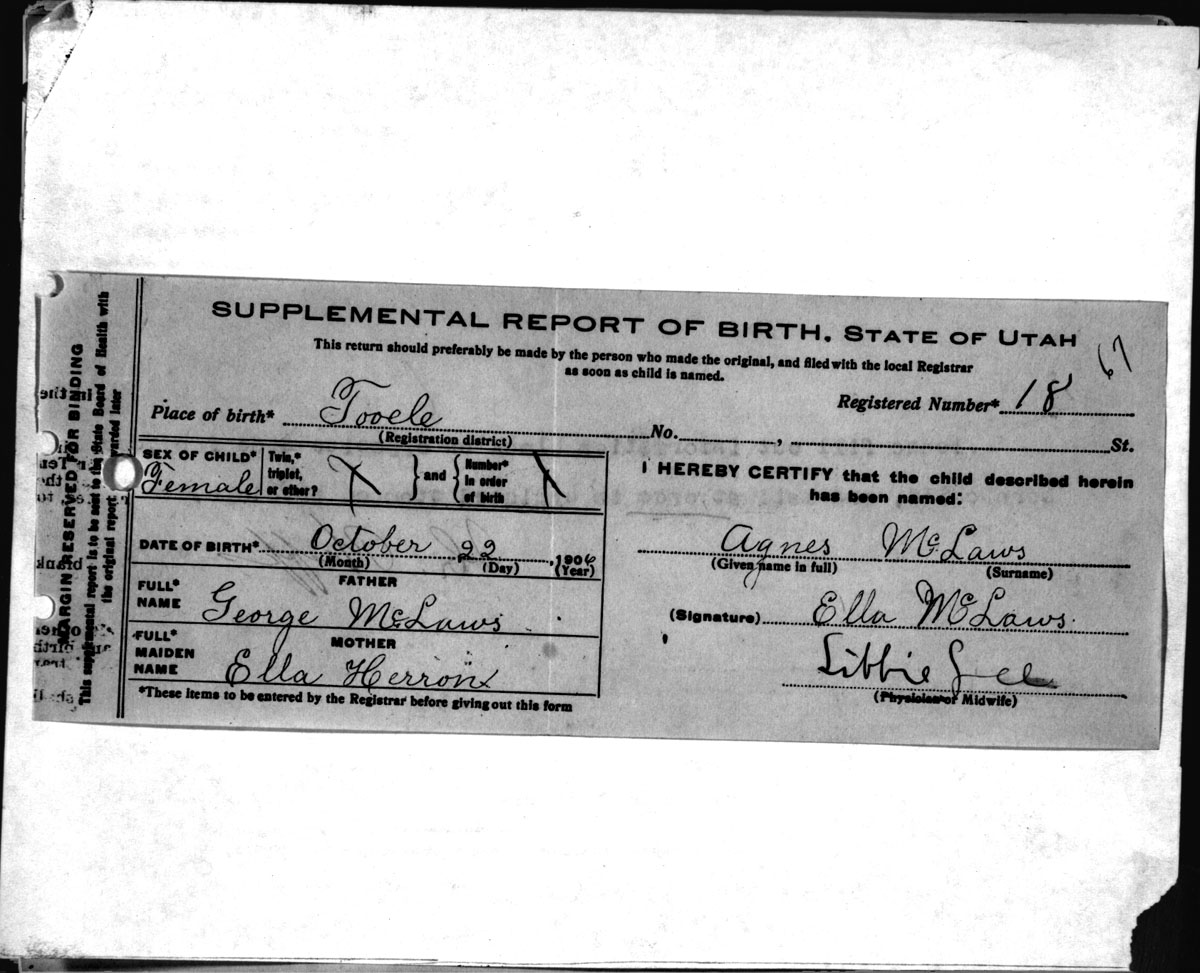 SUPPLEMENTAL REPORT OF BIRTH, STATE OF UTAH
This return should preferably be made by the person who made the original, and filed with the local Registrar
as soon as child is named.
67
Registered Number* 18
Place of birth* Tooele No. , St.
(Registration district)
SEX OF CHILD* Female
Twin,* triplet, or other? X } and { Number* in order of birth
DATE OF BIRTH* October 22, 1906
(Month) (Day) (Year)
FATHER
FULL* NAME George McLaws
MOTHER
FULL* MAIDEN NAME Ella Herron
*These items to be entered by the Registrar before giving out this form
I HEREBY CERTIFY that the child described herein
has been named:
Agnes McLaws
(Given name in full) (Surname)
(Signature) Ella McLaws
Libbie Lee
(Physician or Midwife)
MARGIN RESERVED FOR BINDING
This supplemental report is to be sent to the State Board of Health with
the original report warded later